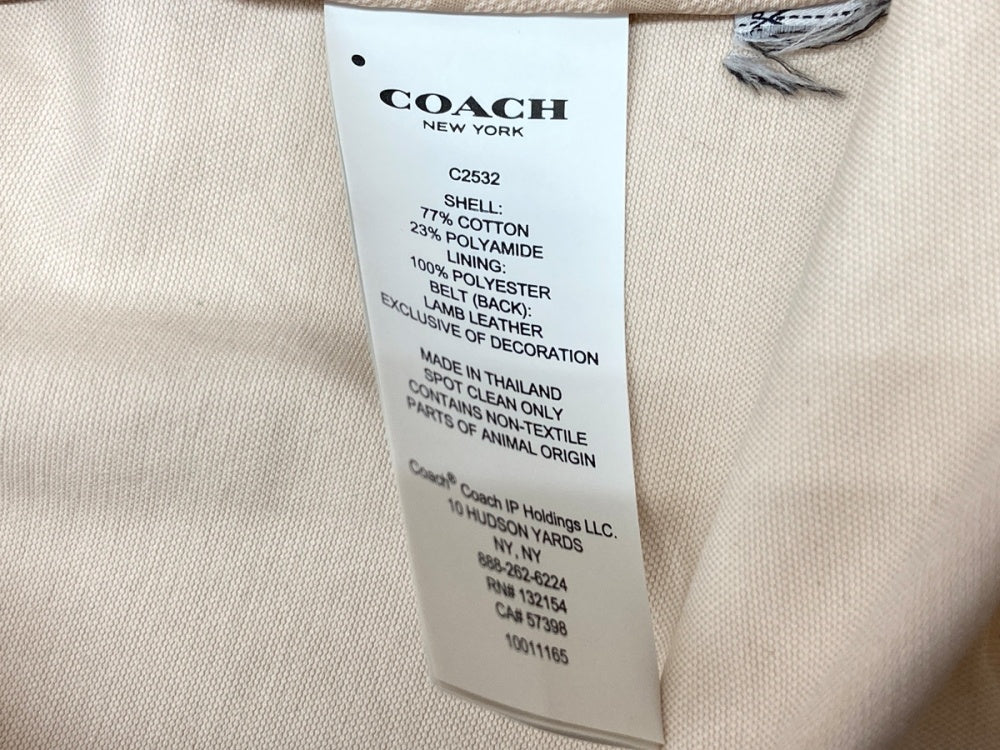 COACH
NEW YORK
C2532
SHELL:
77% COTTON
23% POLYAMIDE
LINING:
100% POLYESTER
BELT (BACK):
LAMB LEATHER
EXCLUSIVE OF DECORATION
MADE IN THAILAND
SPOT CLEAN ONLY
CONTAINS NON-TEXTILE
PARTS OF ANIMAL ORIGIN
Coach® Coach IP Holdings LLC.
10 HUDSON YARDS
NY, NY
888-262-6224
RN# 132154
CA# 57398
10011165